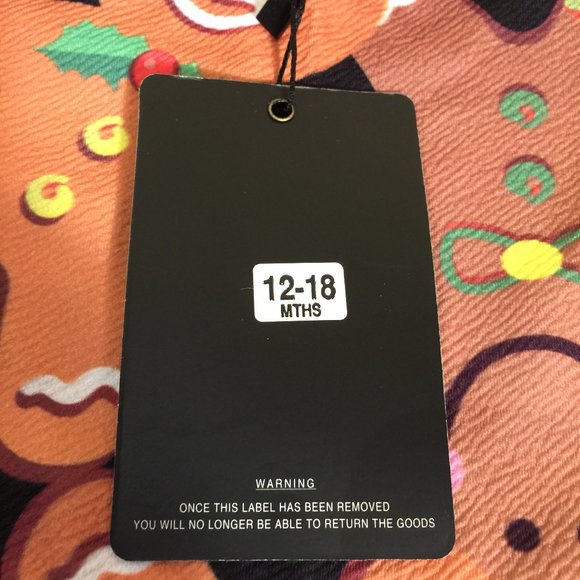 12-18
MTHS
WARNING
ONCE THIS LABEL HAS BEEN REMOVED
YOU WILL NO LONGER BE ABLE TO RETURN THE GOODS